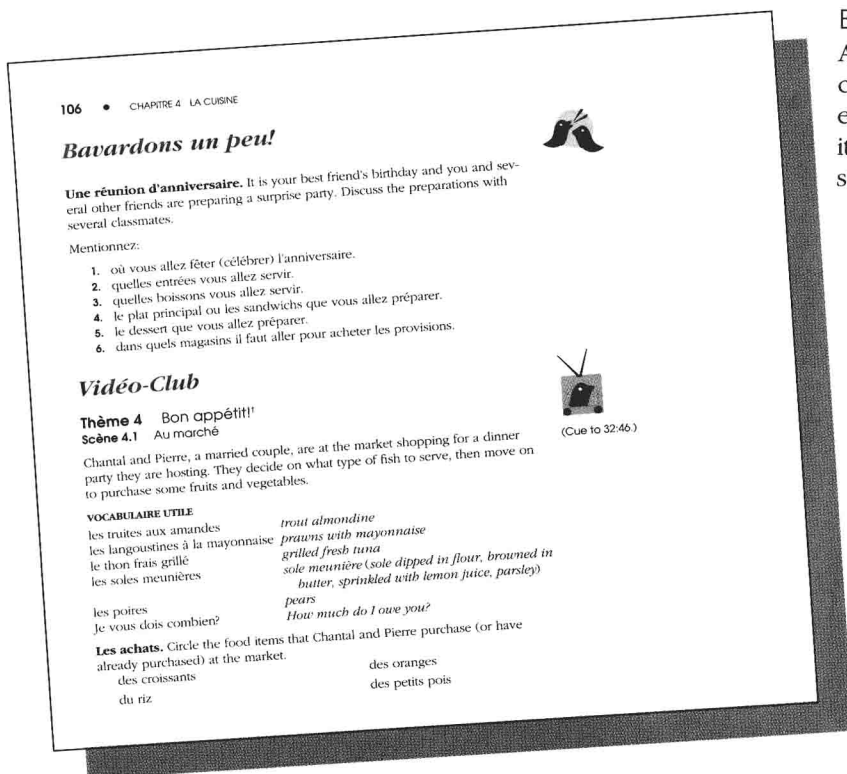 106 • CHAPITRE 4 LA CUISINE
Bavardons un peu!
Une réunion d'anniversaire. It is your best friend's birthday and you and sev-
eral other friends are preparing a surprise party. Discuss the preparations with
several classmates.
Mentionnez:
1. où vous allez fêter (célébrer) l'anniversaire.
2. quelles entrées vous allez servir.
3. quelles boissons vous allez servir.
4. le plat principal ou les sandwichs que vous allez préparer.
5. le dessert que vous allez préparer.
6. dans quels magasins il faut aller pour acheter les provisions.
Vidéo-Club
Thème 4 Bon appétit!†
Scène 4.1 Au marché
(Cue to 32:46.)
Chantal and Pierre, a married couple, are at the market shopping for a dinner
party they are hosting. They decide on what type of fish to serve, then move on
to purchase some fruits and vegetables.
VOCABULAIRE UTILE
les truites aux amandes trout almondine
les langoustines à la mayonnaise prawns with mayonnaise
le thon frais grillé grilled fresh tuna
les soles meunières sole meunière (sole dipped in flour, browned in
butter, sprinkled with lemon juice, parsley)
les poires pears
Je vous dois combien? How much do I owe you?
Les achats. Circle the food items that Chantal and Pierre purchase (or have
already purchased) at the market.
des croissants des oranges
du riz des petits pois